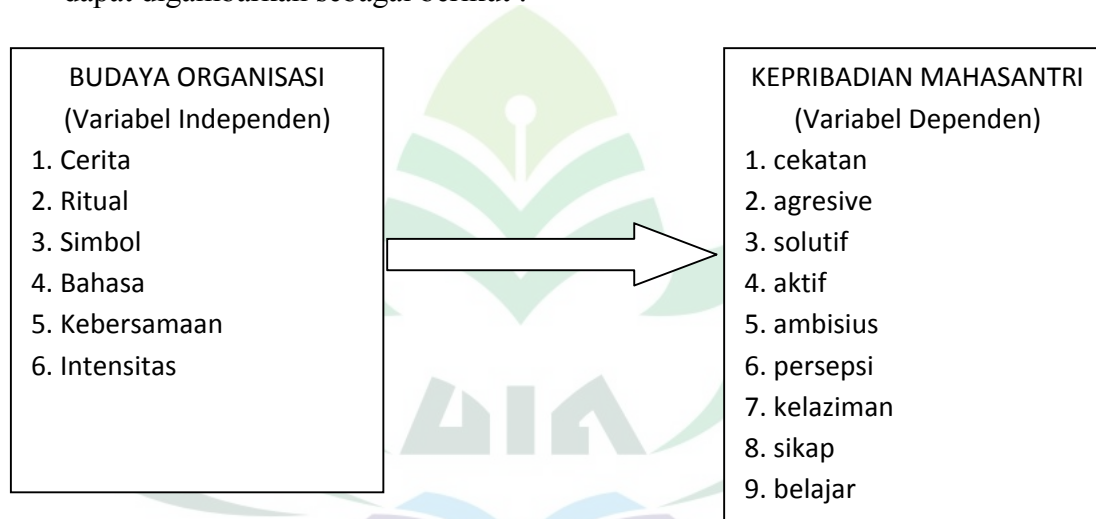 dapat digambarkan sebagai berikut :
BUDAYA ORGANISASI
(Variabel Independen)
1. Cerita
2. Ritual
3. Simbol
4. Bahasa
5. Kebersamaan
6. Intensitas
KEPRIBADIAN MAHASANTRI
(Variabel Dependen)
1. cekatan
2. agresive
3. solutif
4. aktif
5. ambisius
6. persepsi
7. kelaziman
8. sikap
9. belajar